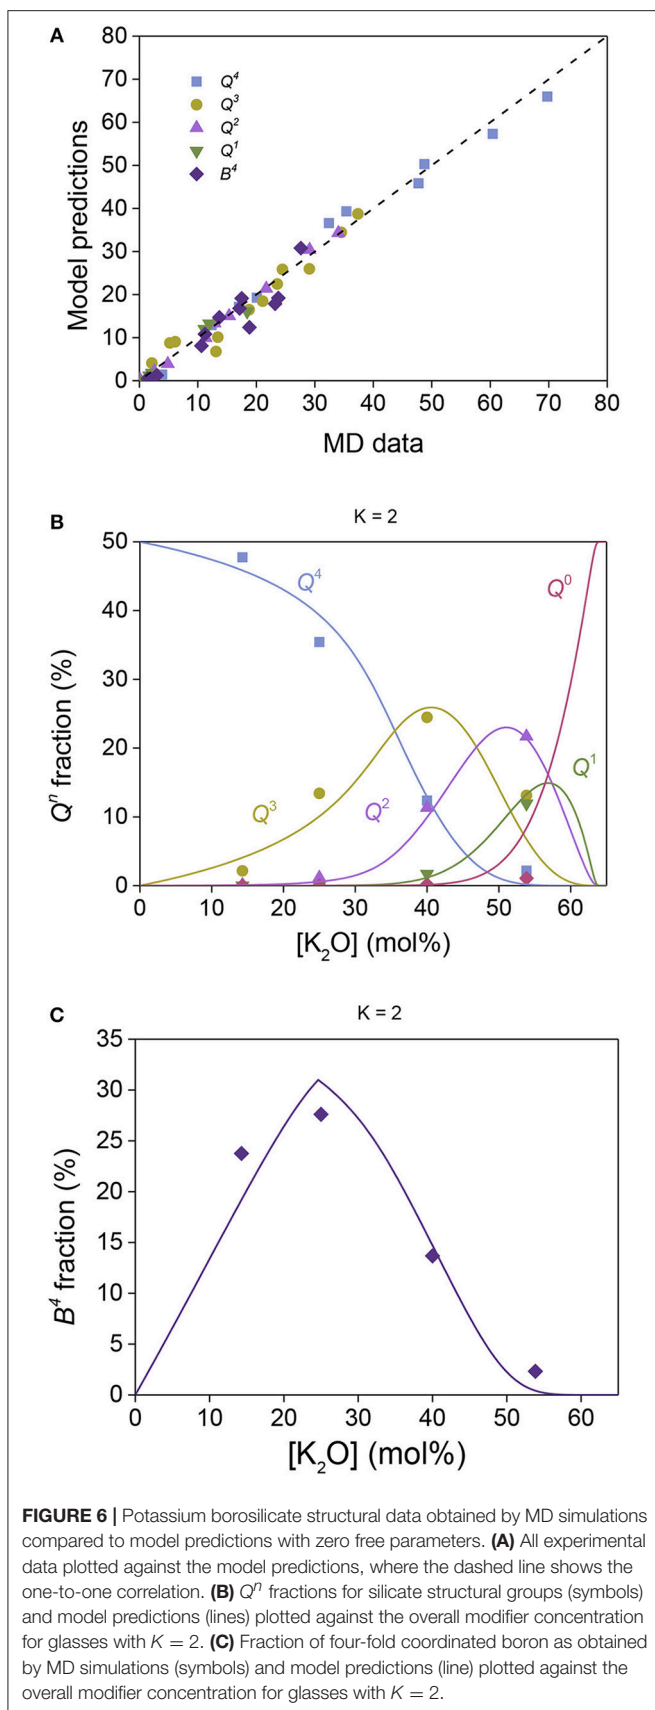 A
80
70
60
50
40
30
20
10
0
Model predictions
Q⁴
Q³
Q²
Q¹
B⁴
0 10 20 30 40 50 60 70 80
MD data
B
K = 2
50
40
30
20
10
0
Qⁿ fraction (%)
Q⁴
Q⁰
Q³
Q²
Q¹
0 10 20 30 40 50 60
[K₂O] (mol%)
C
K = 2
35
30
25
20
15
10
5
0
B⁴ fraction (%)
0 10 20 30 40 50 60
[K₂O] (mol%)
FIGURE 6 | Potassium borosilicate structural data obtained by MD simulations
compared to model predictions with zero free parameters. (A) All experimental
data plotted against the model predictions, where the dashed line shows the
one-to-one correlation. (B) Qⁿ fractions for silicate structural groups (symbols)
and model predictions (lines) plotted against the overall modifier concentration
for glasses with K = 2. (C) Fraction of four-fold coordinated boron as obtained
by MD simulations (symbols) and model predictions (line) plotted against the
overall modifier concentration for glasses with K = 2.